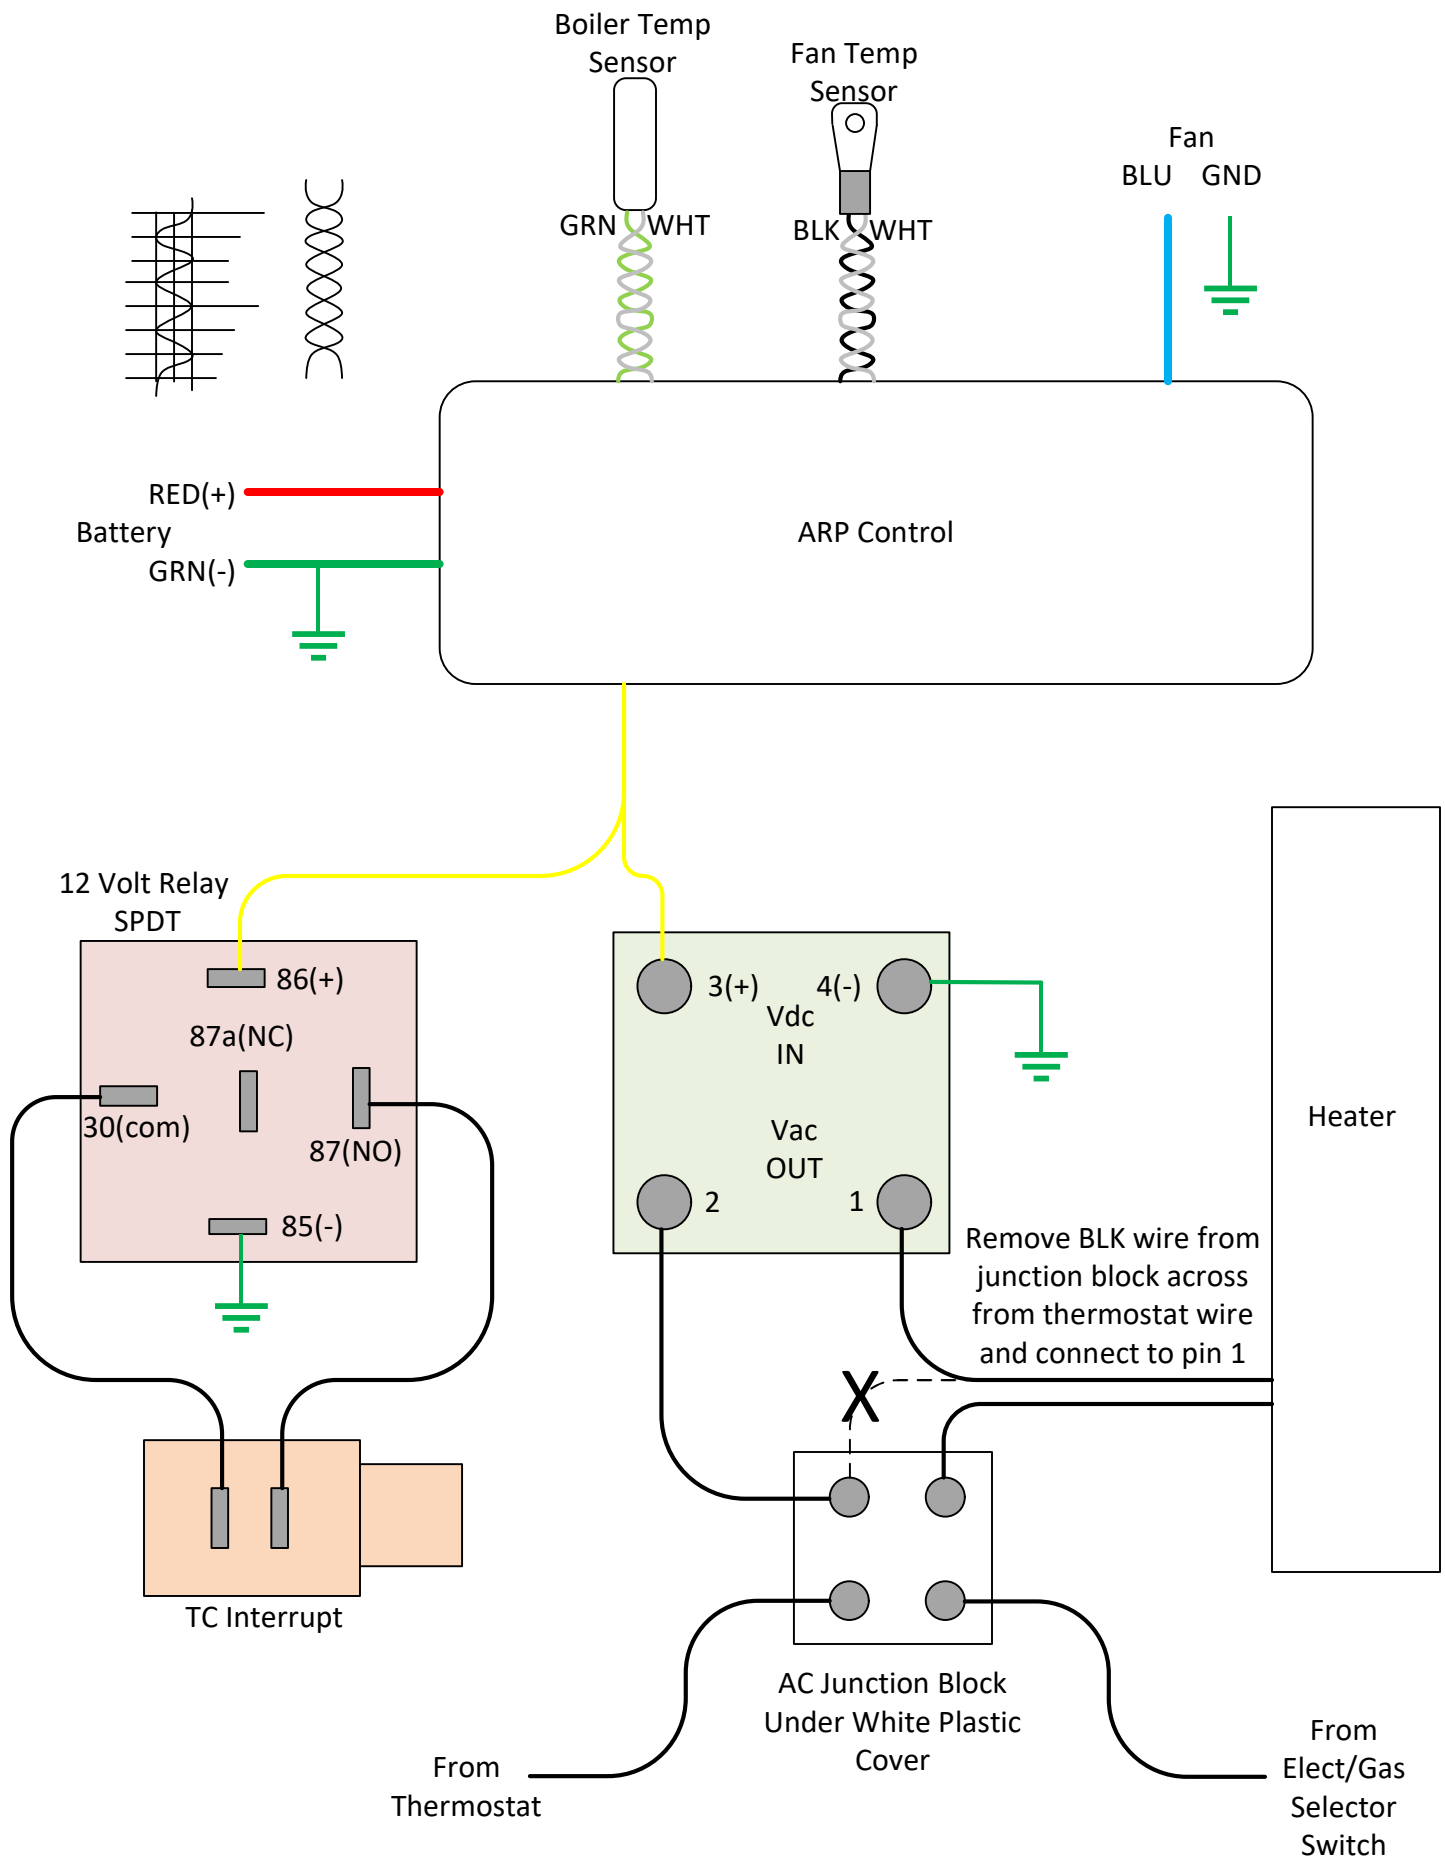 Boiler Temp
Sensor
Fan Temp
Sensor
Fan
BLU GND
GRN WHT
BLK WHT
RED(+)
Battery
GRN(-)
ARP Control
12 Volt Relay
SPDT
86(+)
87a(NC)
30(com)
87(NO)
85(-)
3(+) 4(-)
Vdc
IN
Vac
OUT
2 1
Heater
Remove BLK wire from
junction block across
from thermostat wire
and connect to pin 1
X
TC Interrupt
AC Junction Block
Under White Plastic
Cover
From
Thermostat
From
Elect/Gas
Selector
Switch